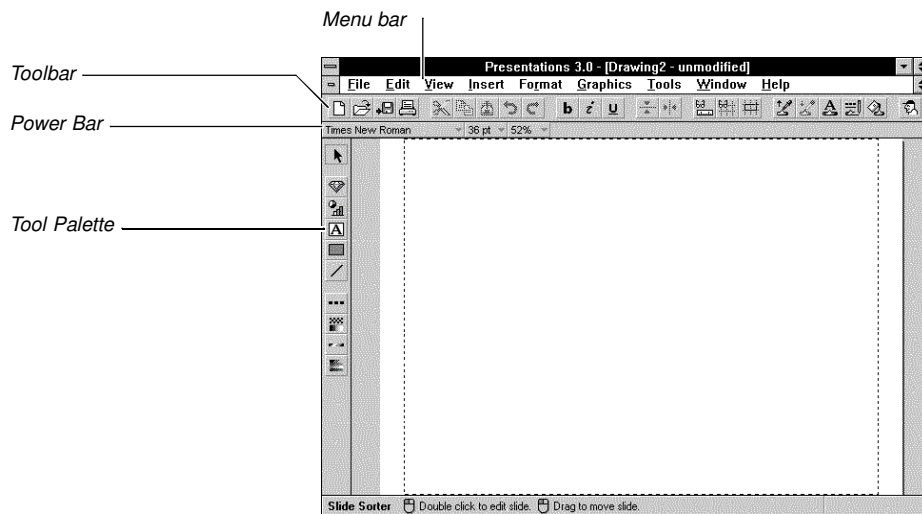 Menu bar
Toolbar
Presentations 3.0 - [Drawing2 - unmodified]
File Edit View Insert Format Graphics Tools Window Help
b i u A
Power Bar
Times New Roman 36 pt 52%
Tool Palette
A
Slide Sorter Double click to edit slide. Drag to move slide.